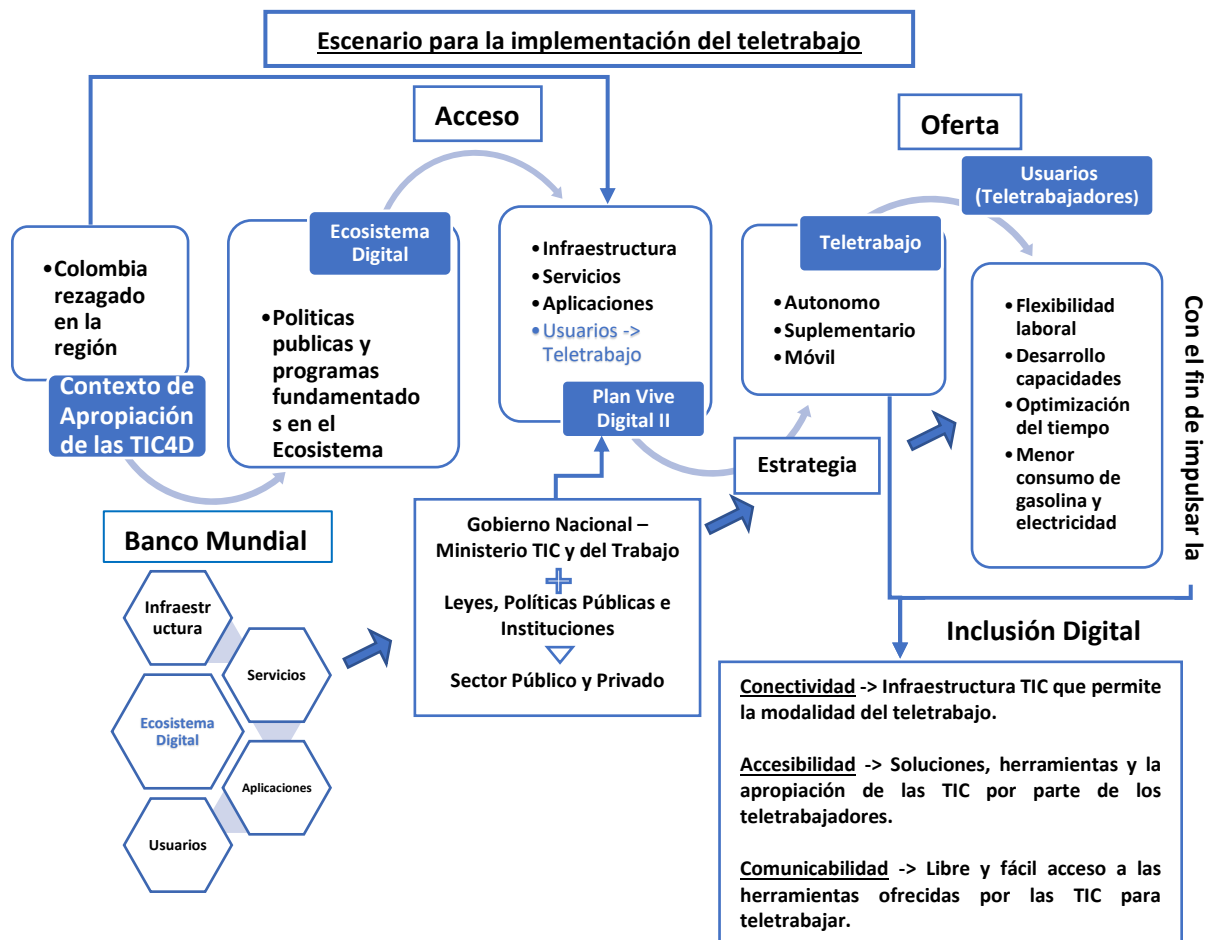 Escenario para la implementación del teletrabajo
Acceso
Oferta
•Colombia
rezagado
en la
región
Contexto de
Apropiación
de las TIC4D
Ecosistema
Digital
•Politicas
publicas y
programas
fundamentado
s en el
Ecosistema
•Infraestructura
•Servicios
•Aplicaciones
•Usuarios ->
Teletrabajo
Plan Vive
Digital II
Teletrabajo
•Autonomo
•Suplementario
•Móvil
Usuarios
(Teletrabajadores)
•Flexibilidad
laboral
•Desarrollo
capacidades
•Optimización
del tiempo
•Menor
consumo de
gasolina y
electricidad
Con el fin de impulsar la
Estrategia
Banco Mundial
Infraestr
uctura
Servicios
Ecosistema
Digital
Aplicaciones
Usuarios
Gobierno Nacional –
Ministerio TIC y del Trabajo
Leyes, Políticas Públicas e
Instituciones
Sector Público y Privado
Inclusión Digital
Conectividad -> Infraestructura TIC que permite
la modalidad del teletrabajo.
Accesibilidad -> Soluciones, herramientas y la
apropiación de las TIC por parte de los
teletrabajadores.
Comunicabilidad -> Libre y fácil acceso a las
herramientas ofrecidas por las TIC para
teletrabajar.